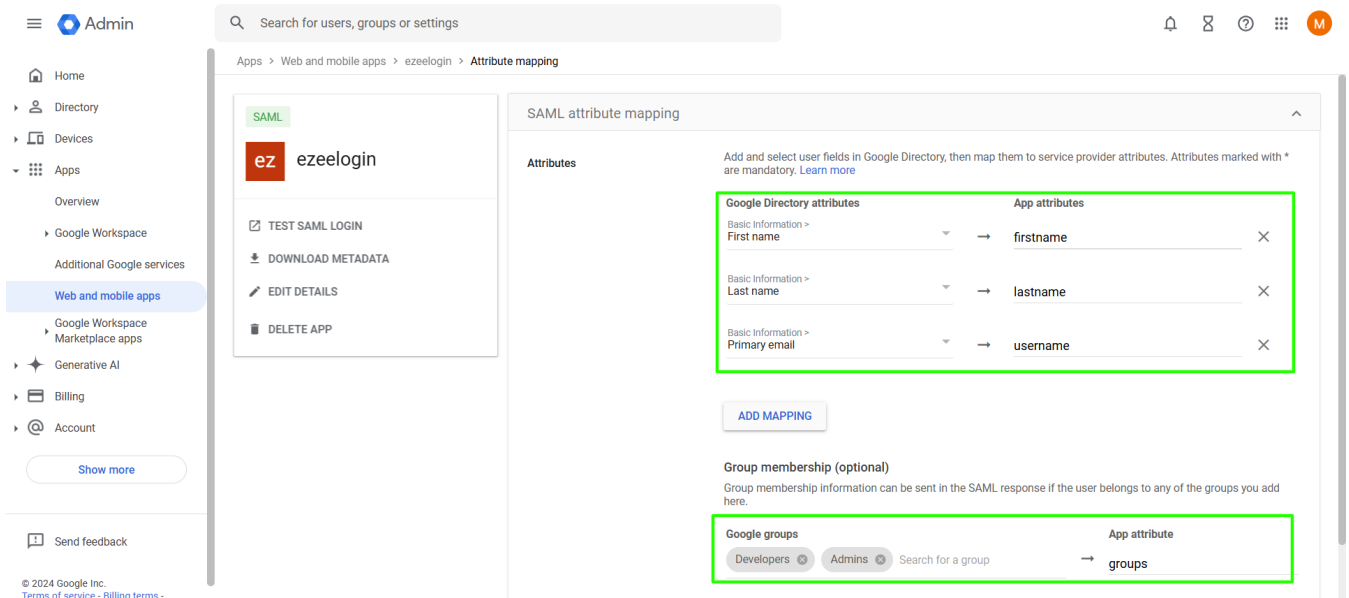 Admin
Search for users, groups or settings
M
Home
Directory
Devices
Apps
Overview
Google Workspace
Additional Google services
Web and mobile apps
Google Workspace
Marketplace apps
Generative AI
Billing
Account
Show more
Send feedback
© 2024 Google Inc.
Terms of service - Billing terms -
Apps > Web and mobile apps > ezeelogin > Attribute mapping
SAML
ez ezeelogin
TEST SAML LOGIN
DOWNLOAD METADATA
EDIT DETAILS
DELETE APP
SAML attribute mapping
Attributes
Add and select user fields in Google Directory, then map them to service provider attributes. Attributes marked with *
are mandatory. Learn more
Google Directory attributes App attributes
Basic Information >
First name → firstname
Basic Information >
Last name → lastname
Basic Information >
Primary email → username
ADD MAPPING
Group membership (optional)
Group membership information can be sent in the SAML response if the user belongs to any of the groups you add
here.
Google groups App attribute
Developers Admins Search for a group → groups